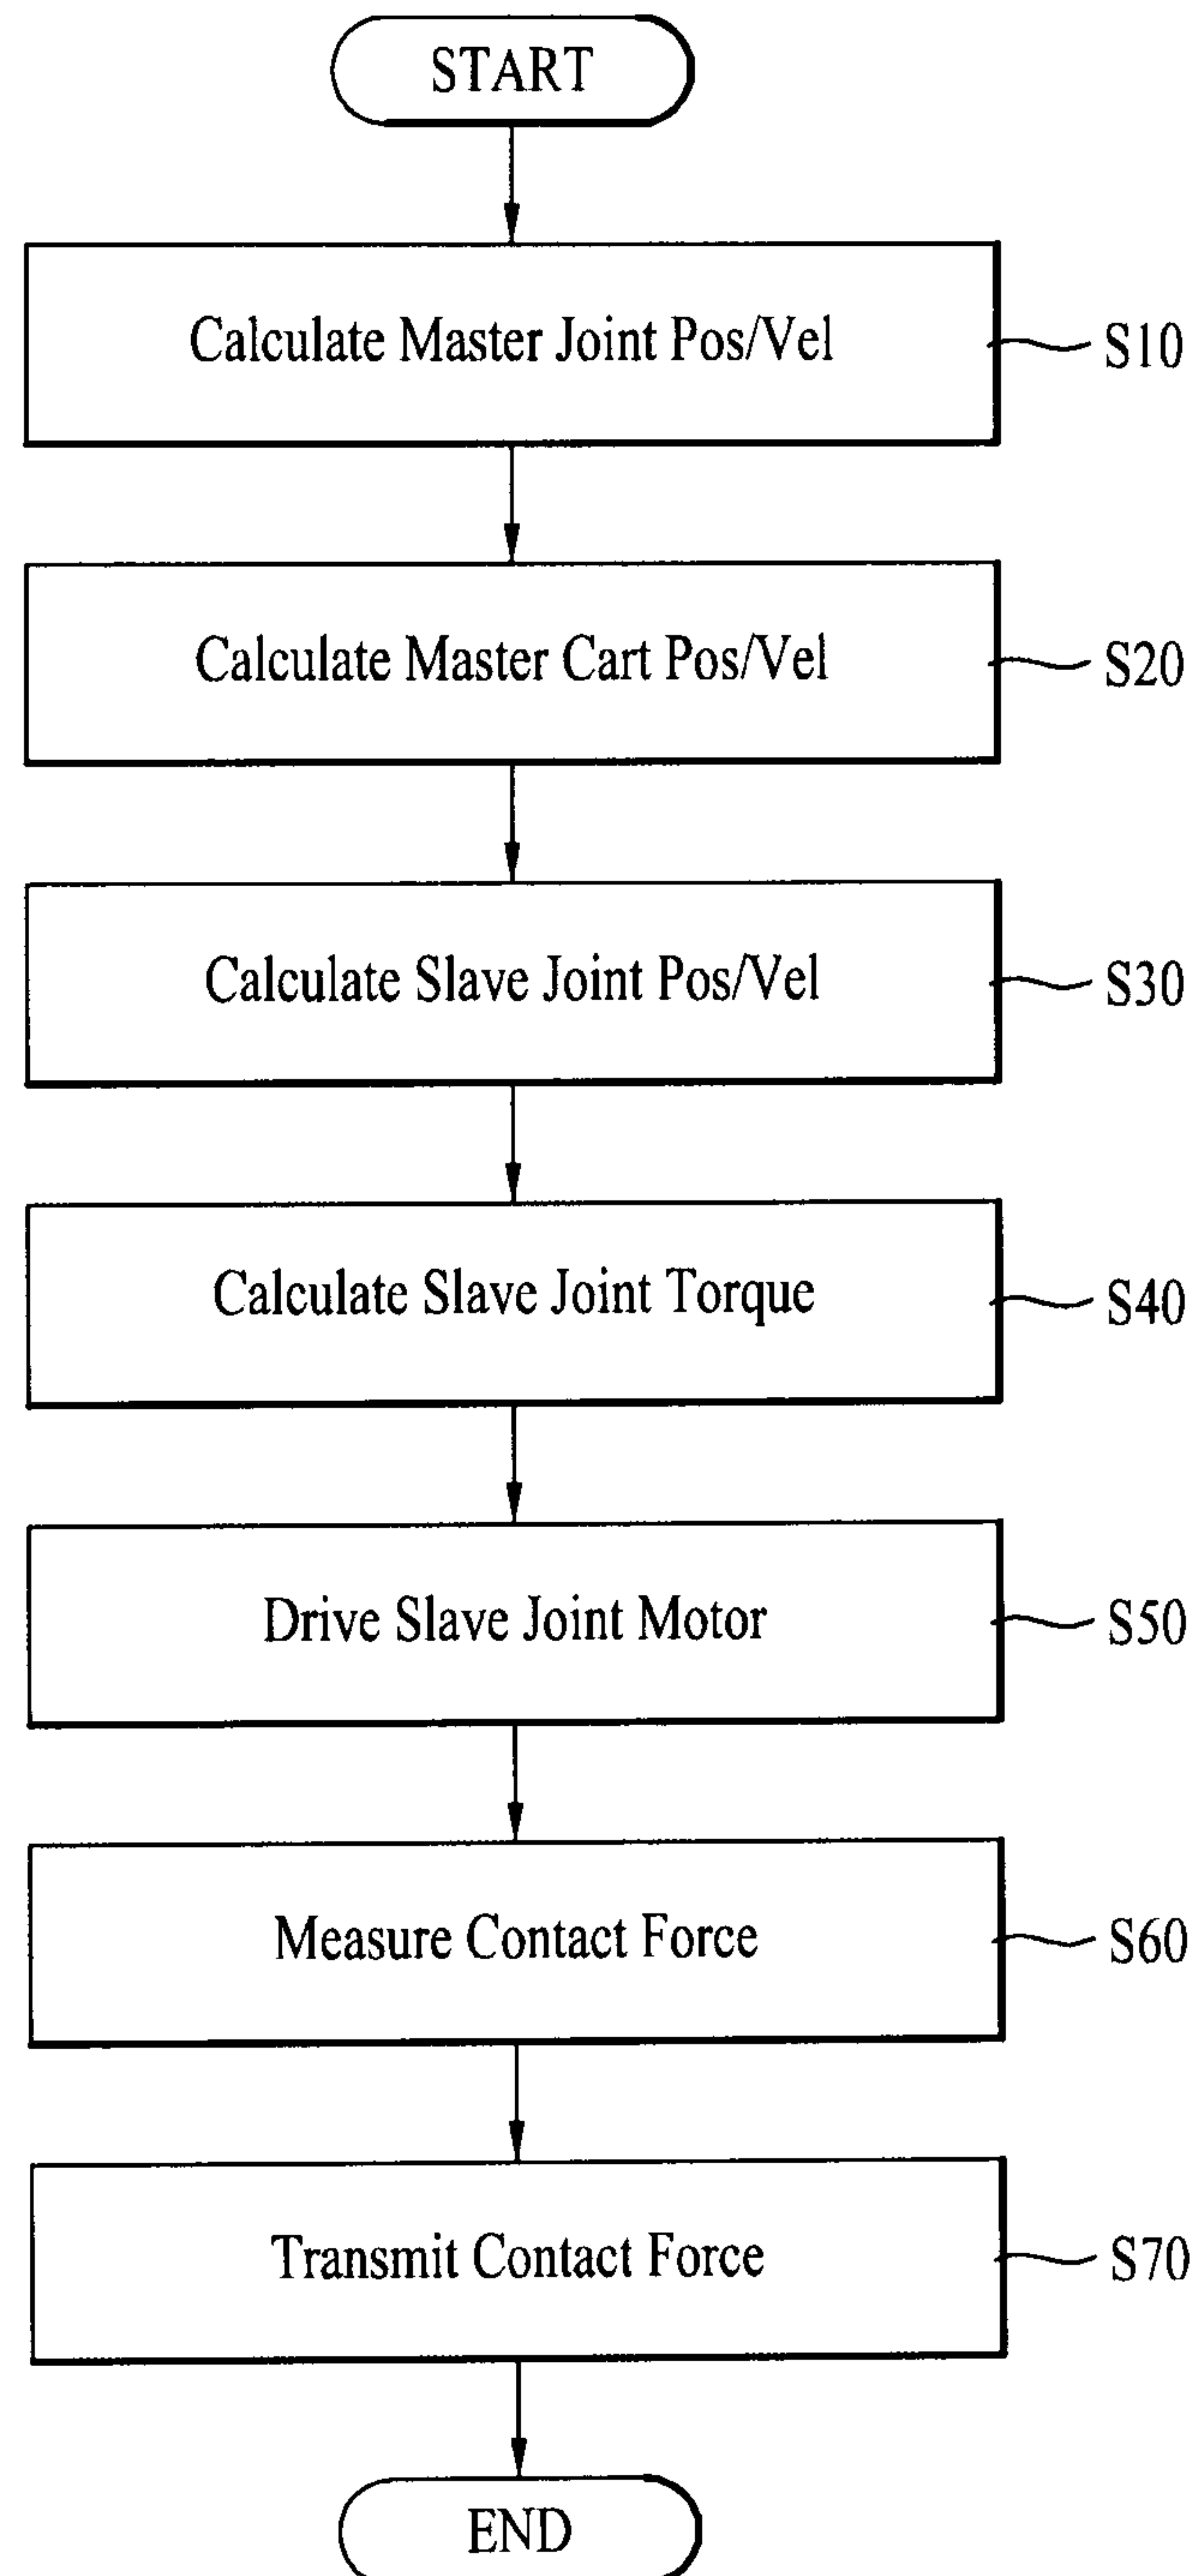 START
Calculate Master Joint Pos/Vel
S10
Calculate Master Cart Pos/Vel
S20
Calculate Slave Joint Pos/Vel
S30
Calculate Slave Joint Torque
S40
Drive Slave Joint Motor
S50
Measure Contact Force
S60
Transmit Contact Force
S70
END